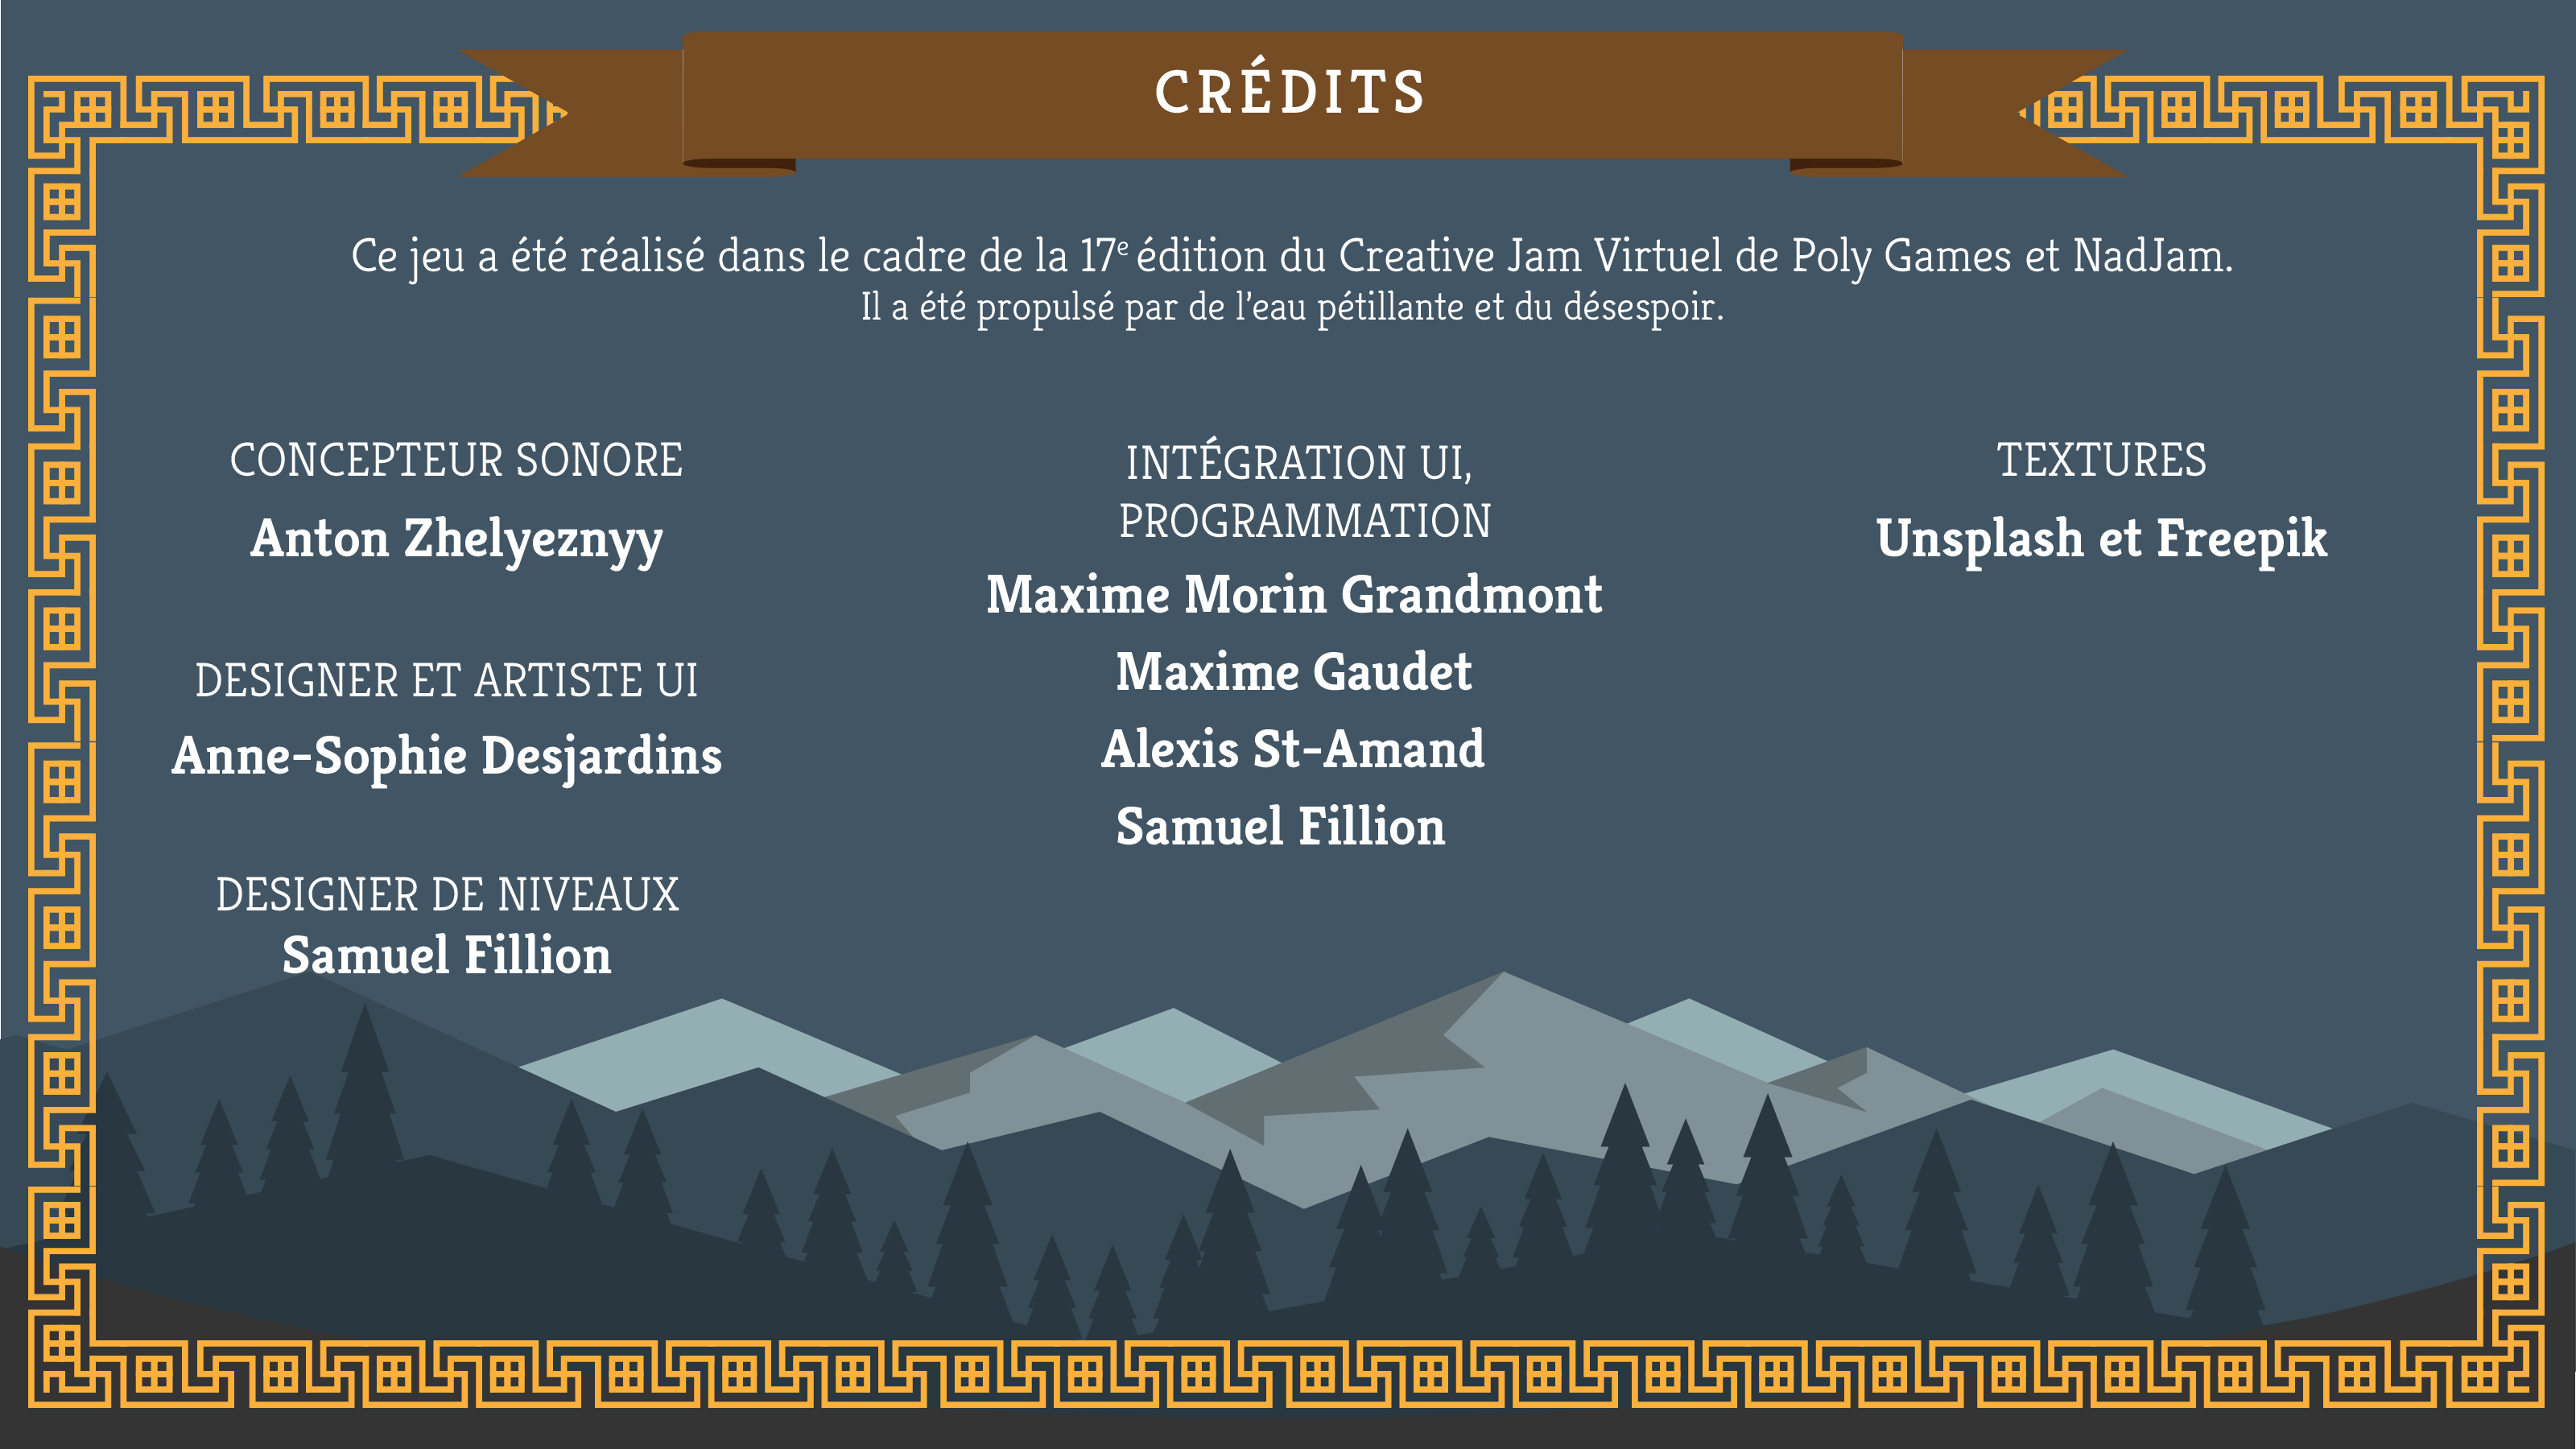 CRÉDITS
Ce jeu a été réalisé dans le cadre de la 17e édition du Creative Jam Virtuel de Poly Games et NadJam.
Il a été propulsé par de l'eau pétillante et du désespoir.
CONCEPTEUR SONORE
Anton Zhelyeznyy
DESIGNER ET ARTISTE UI
Anne-Sophie Desjardins
DESIGNER DE NIVEAUX
Samuel Fillion
INTÉGRATION UI,
PROGRAMMATION
Maxime Morin Grandmont
Maxime Gaudet
Alexis St-Amand
Samuel Fillion
TEXTURES
Unsplash et Freepik